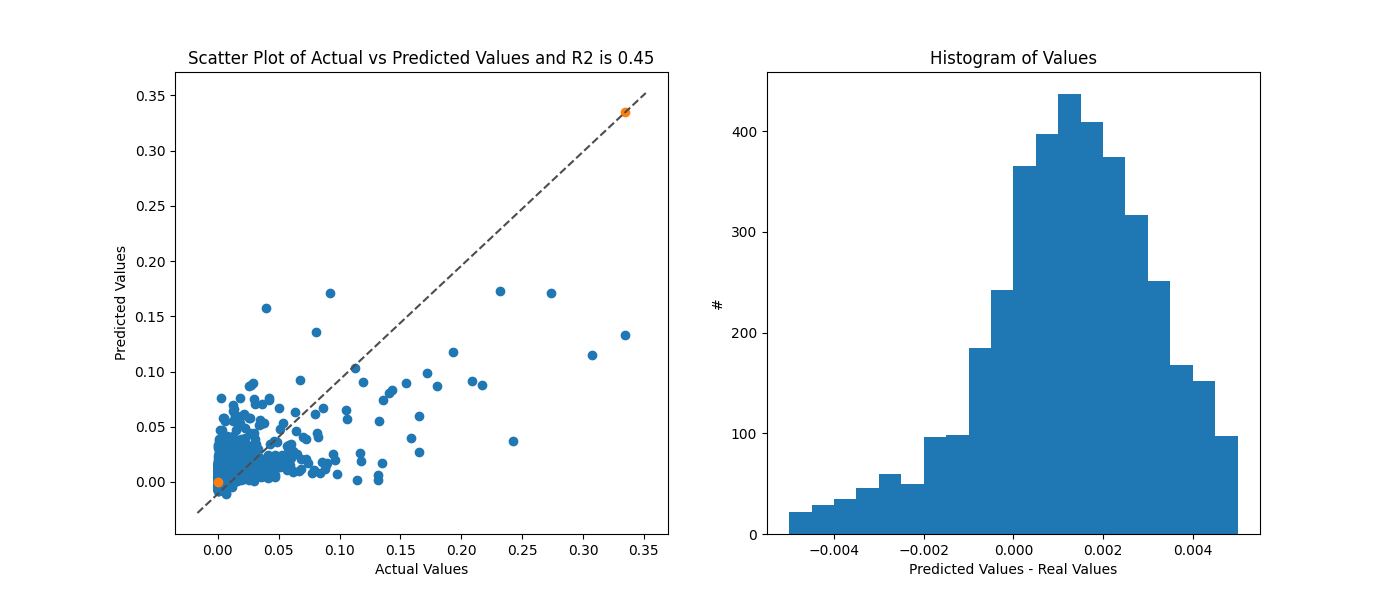 Scatter Plot of Actual vs Predicted Values and R2 is 0.45
0.35
0.30
0.25
0.20
0.15
0.10
0.05
0.00
Predicted Values
0.00 0.05 0.10 0.15 0.20 0.25 0.30 0.35
Actual Values
Histogram of Values
400
300
200
100
0
#
−0.004 −0.002 0.000 0.002 0.004
Predicted Values - Real Values